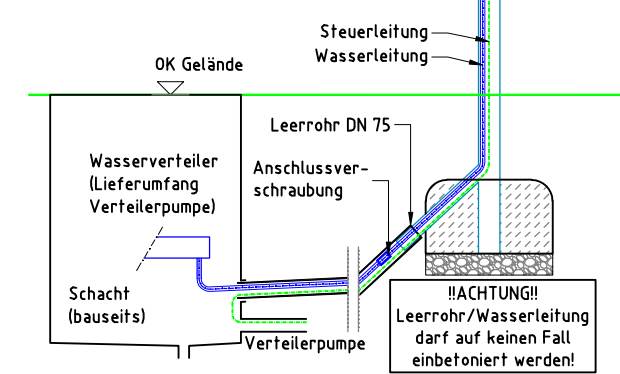 Steuerleitung
Wasserleitung
OK Gelände
Leerrohr DN 75
Wasserverteiler
(Lieferumfang
Verteilerpumpe)
Anschlussver-
schraubung
Schacht
(bauseits)
Verteilerpumpe
!!ACHTUNG!!
Leerrohr/Wasserleitung
darf auf keinen Fall
einbetoniert werden!